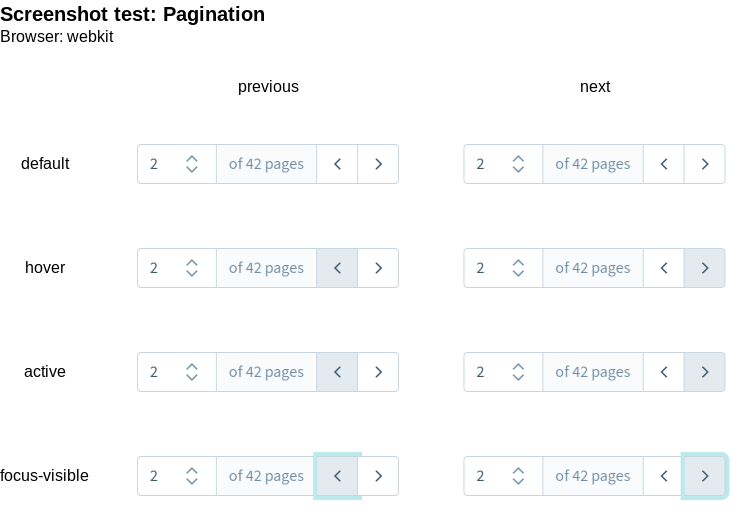 Screenshot test: Pagination
Browser: webkit
previous next
default 2 of 42 pages 2 of 42 pages
hover 2 of 42 pages 2 of 42 pages
active 2 of 42 pages 2 of 42 pages
focus-visible 2 of 42 pages 2 of 42 pages